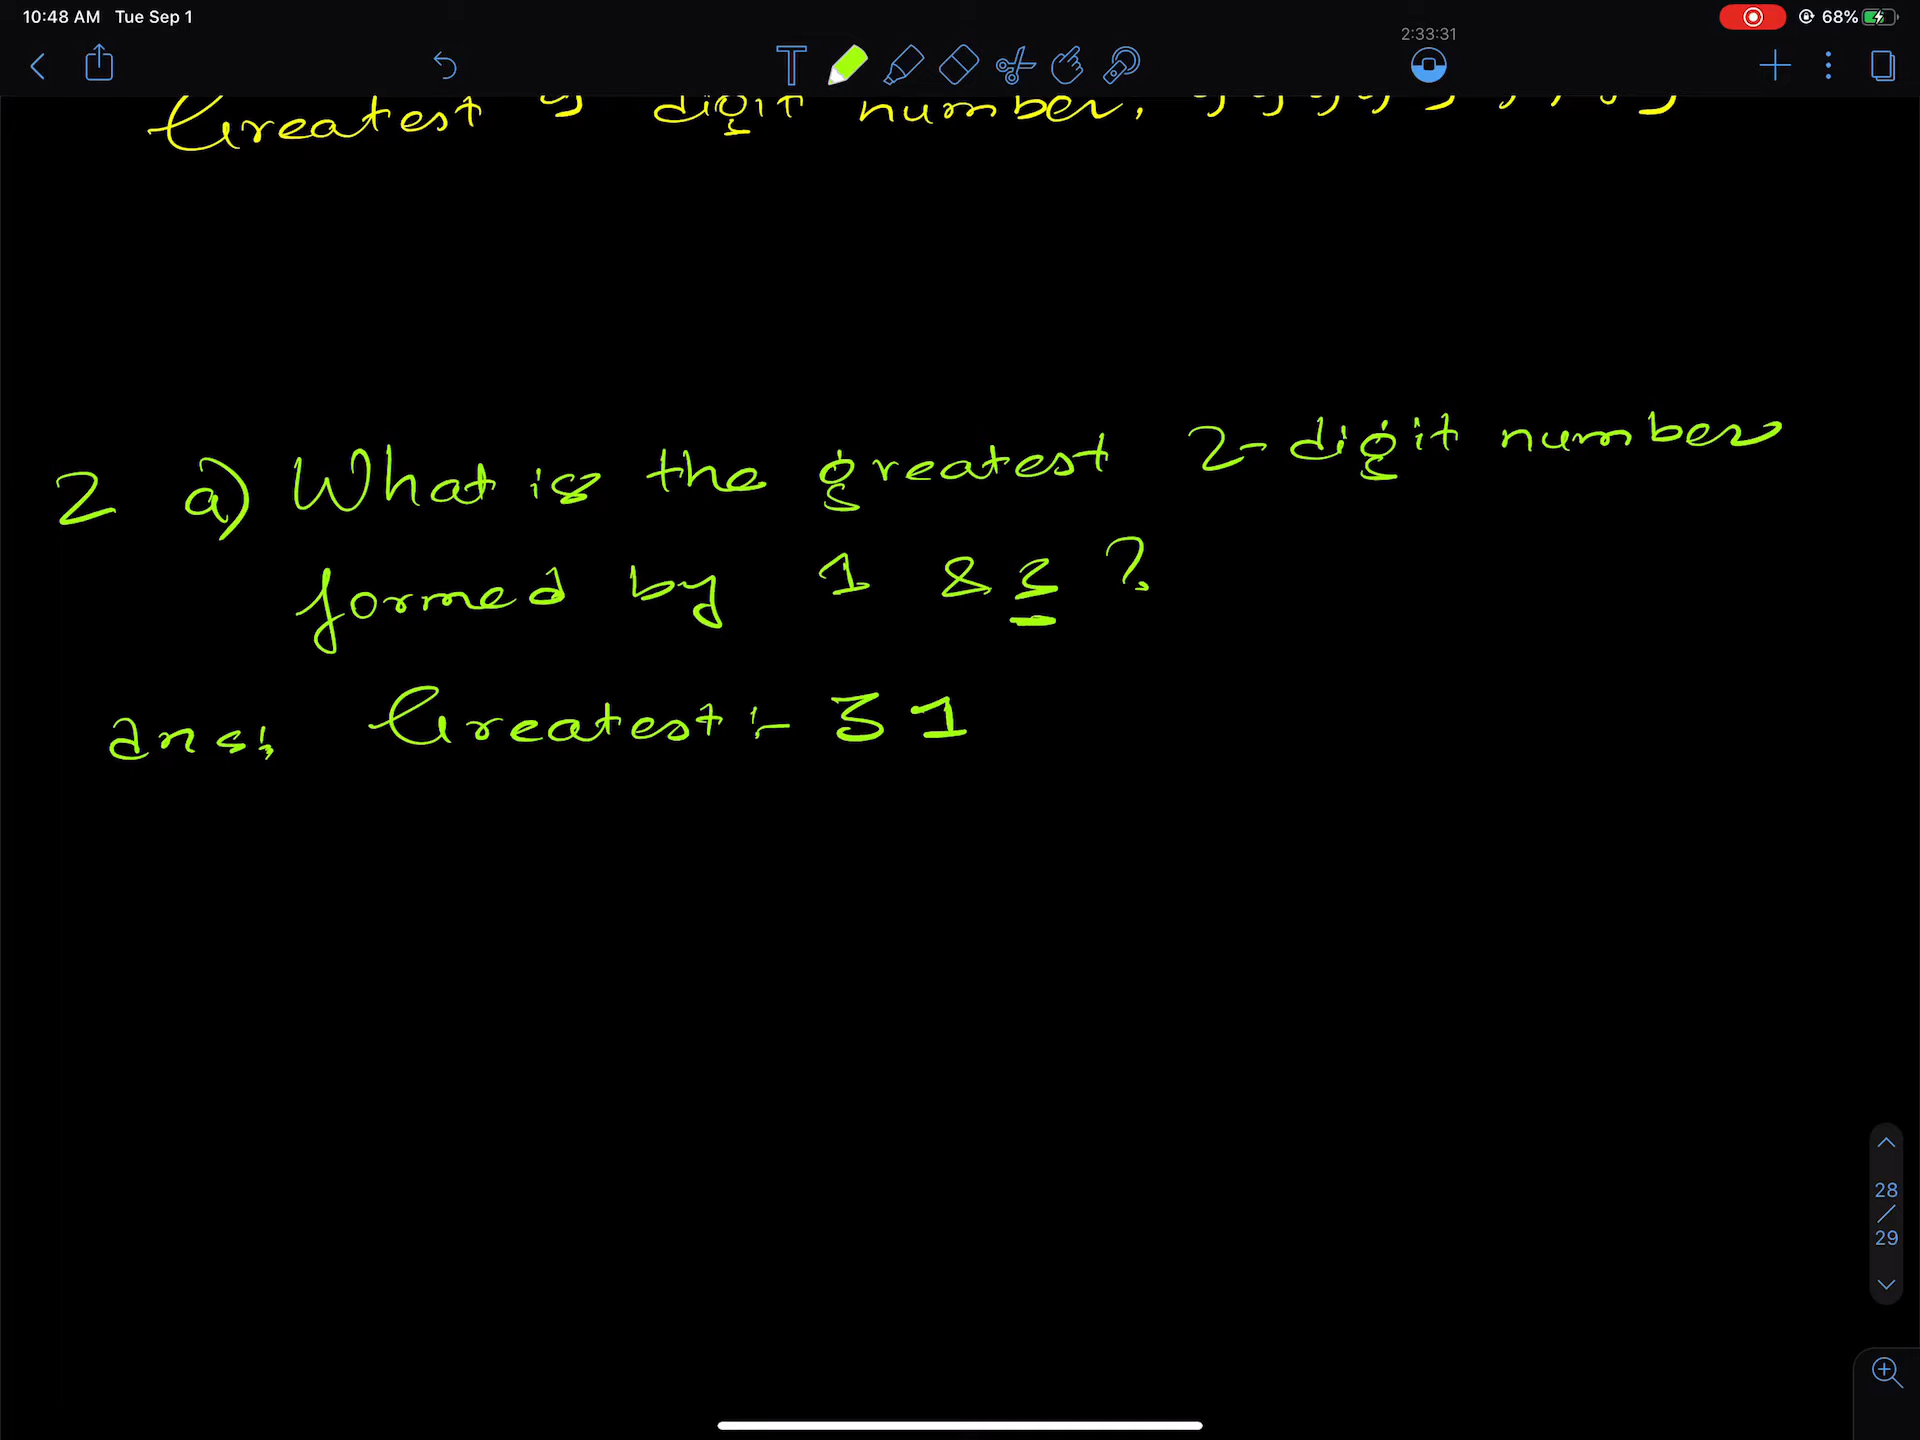 10:48 AM Tue Sep 1
68%
2:33:31
Greatest digit number,
2 a) What is the greatest 2-digit number
formed by 1 & 3 ?
ans: Greatest :- 31
28
/
29